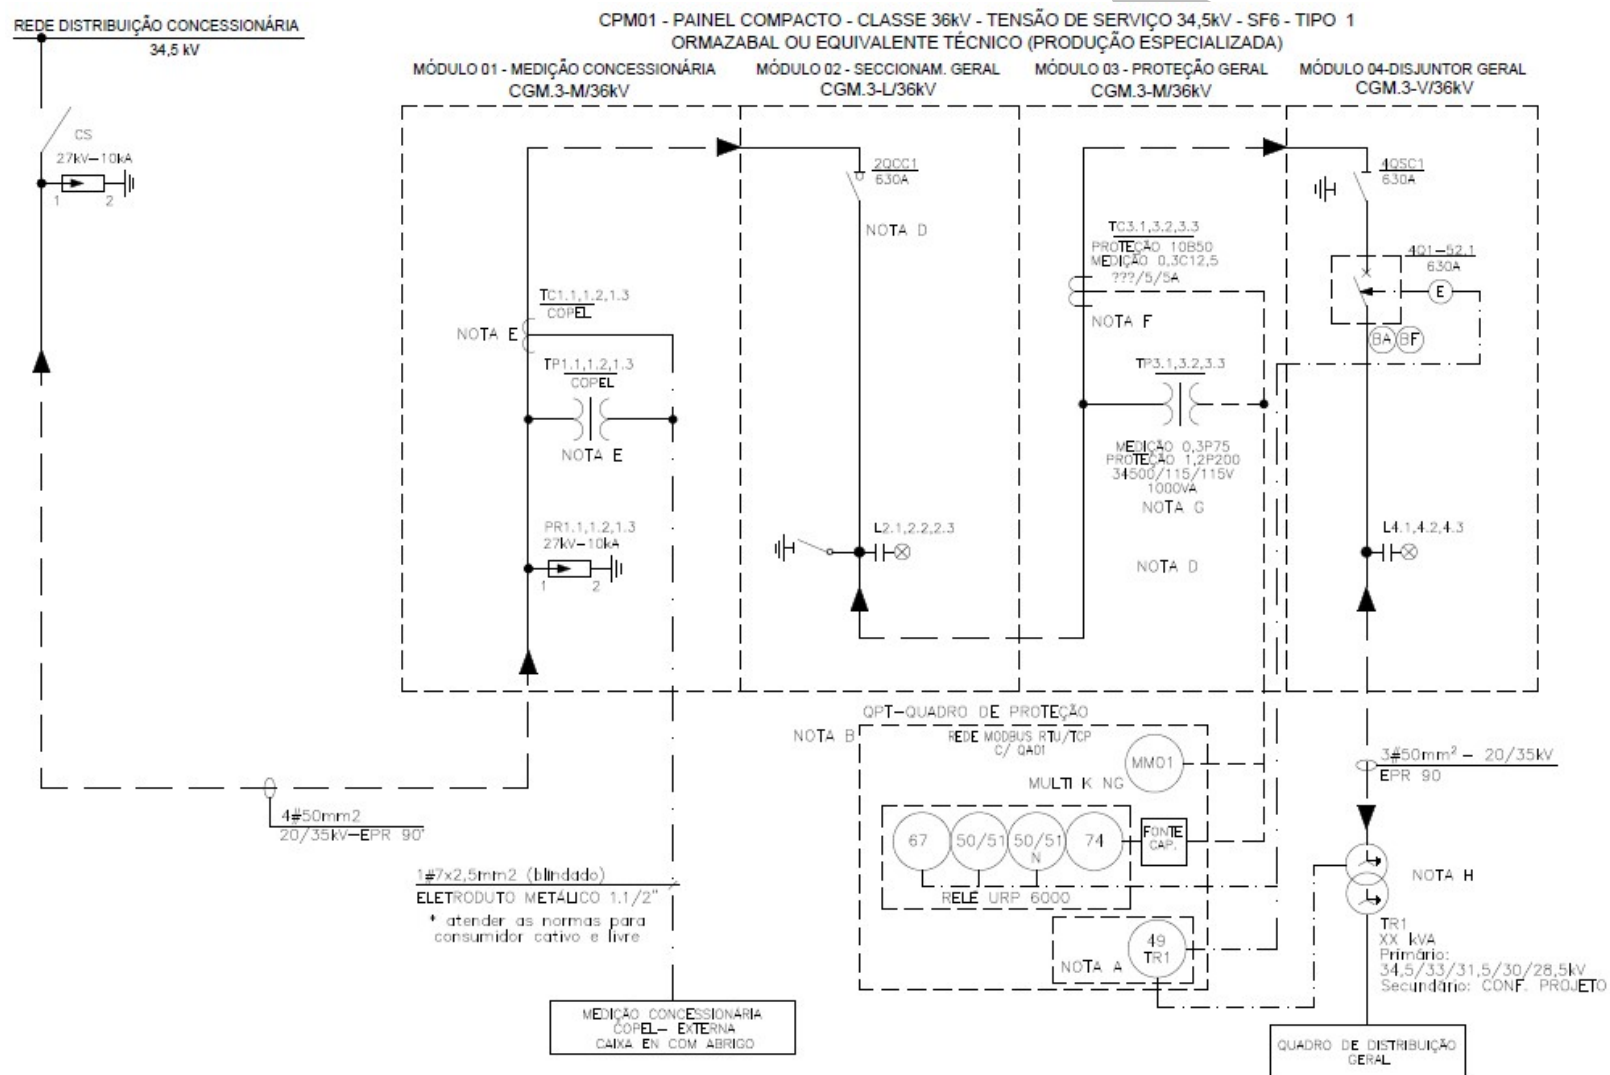 REDE DISTRIBUIÇÃO CONCESSIONÁRIA
34,5 kV
CPM01 - PAINEL COMPACTO - CLASSE 36kV - TENSÃO DE SERVIÇO 34,5kV - SF6 - TIPO 1
ORMAZABAL OU EQUIVALENTE TÉCNICO (PRODUÇÃO ESPECIALIZADA)
MÓDULO 01 - MEDIÇÃO CONCESSIONÁRIA
CGM.3-M/36kV
MÓDULO 02 - SECCIONAM. GERAL
CGM.3-L/36kV
MÓDULO 03 - PROTEÇÃO GERAL
CGM.3-M/36kV
MÓDULO 04-DISJUNTOR GERAL
CGM.3-V/36kV
CS
27kV-10kA
1
2
4#50mm2
20/35kV-EPR 90°
TC1.1,1.2,1.3
COPEL
NOTA E
TP1.1,1.2,1.3
COPEL
NOTA E
PR1.1,1.2,1.3
27kV-10kA
1
2
1#7x2,5mm2 (blindado)
ELETRODUTO METÁLICO 1.1/2"
* atender as normas para
consumidor cativo e livre
MEDIÇÃO CONCESSIONÁRIA
COPEL- EXTERNA
CAIXA EN COM ABRIGO
2QCC1
630A
NOTA D
L2.1,2.2,2.3
TC3.1,3.2,3.3
PROTEÇÃO 10B50
MEDIÇÃO 0,3C12,5
???/5/5A
NOTA F
TP3.1,3.2,3.3
MEDIÇÃO 0,3P75
PROTEÇÃO 1,2P200
34500/115/115V
1000VA
NOTA G
NOTA D
4QSC1
630A
4Q1-52.1
630A
E
BA
BF
L4.1,4.2,4.3
QPT-QUADRO DE PROTEÇÃO
NOTA B
REDE MODBUS RTU/TCP
C/ QA01
MM01
MULTI K NG
67
50/51
50/51
N
74
FONTE
CAP.
RELÉ URP 6000
49
TR1
NOTA A
3#50mm² - 20/35kV
EPR 90
NOTA H
TR1
XX kVA
Primário:
34,5/33/31,5/30/28,5kV
Secundário: CONF. PROJETO
QUADRO DE DISTRIBUIÇÃO
GERAL